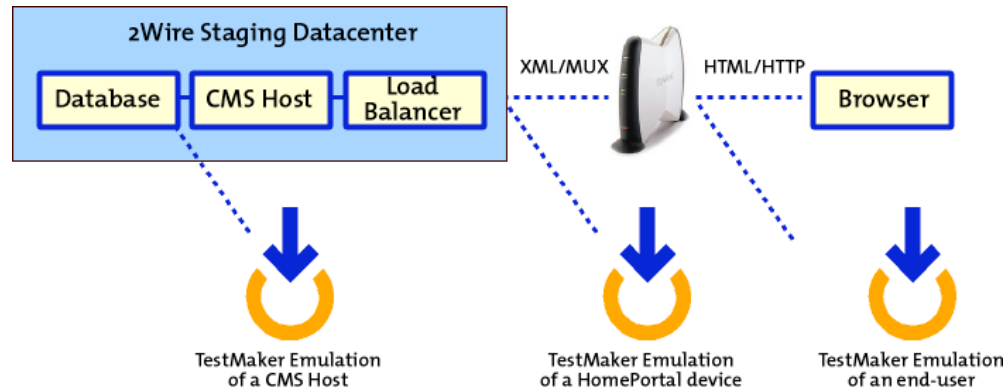 2Wire Staging Datacenter
Database
CMS Host
Load
Balancer
XML/MUX
HTML/HTTP
Browser
TestMaker Emulation
of a CMS Host
TestMaker Emulation
of a HomePortal device
TestMaker Emulation
of an end-user